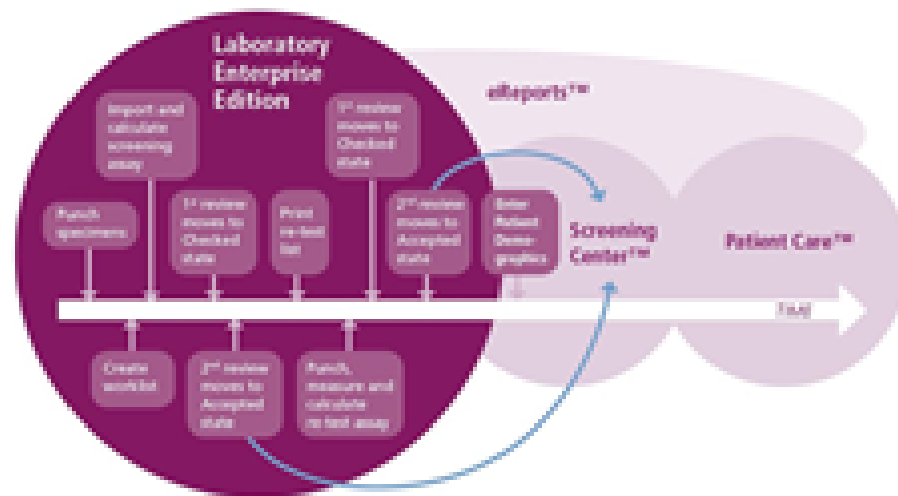 Laboratory
Enterprise
Edition
eReports™
Import and
calculate
screening
assay
1st review
moves to
Checked
state
Punch
specimens
1st review
moves to
Checked
state
Print
re-test
list
2nd review
moves to
Accepted
state
Enter
Patient
Demo-
graphics
Screening
Center™
Patient Care™
TIME
Create
worklist
2nd review
moves to
Accepted
state
Punch,
measure and
calculate
re-test assay